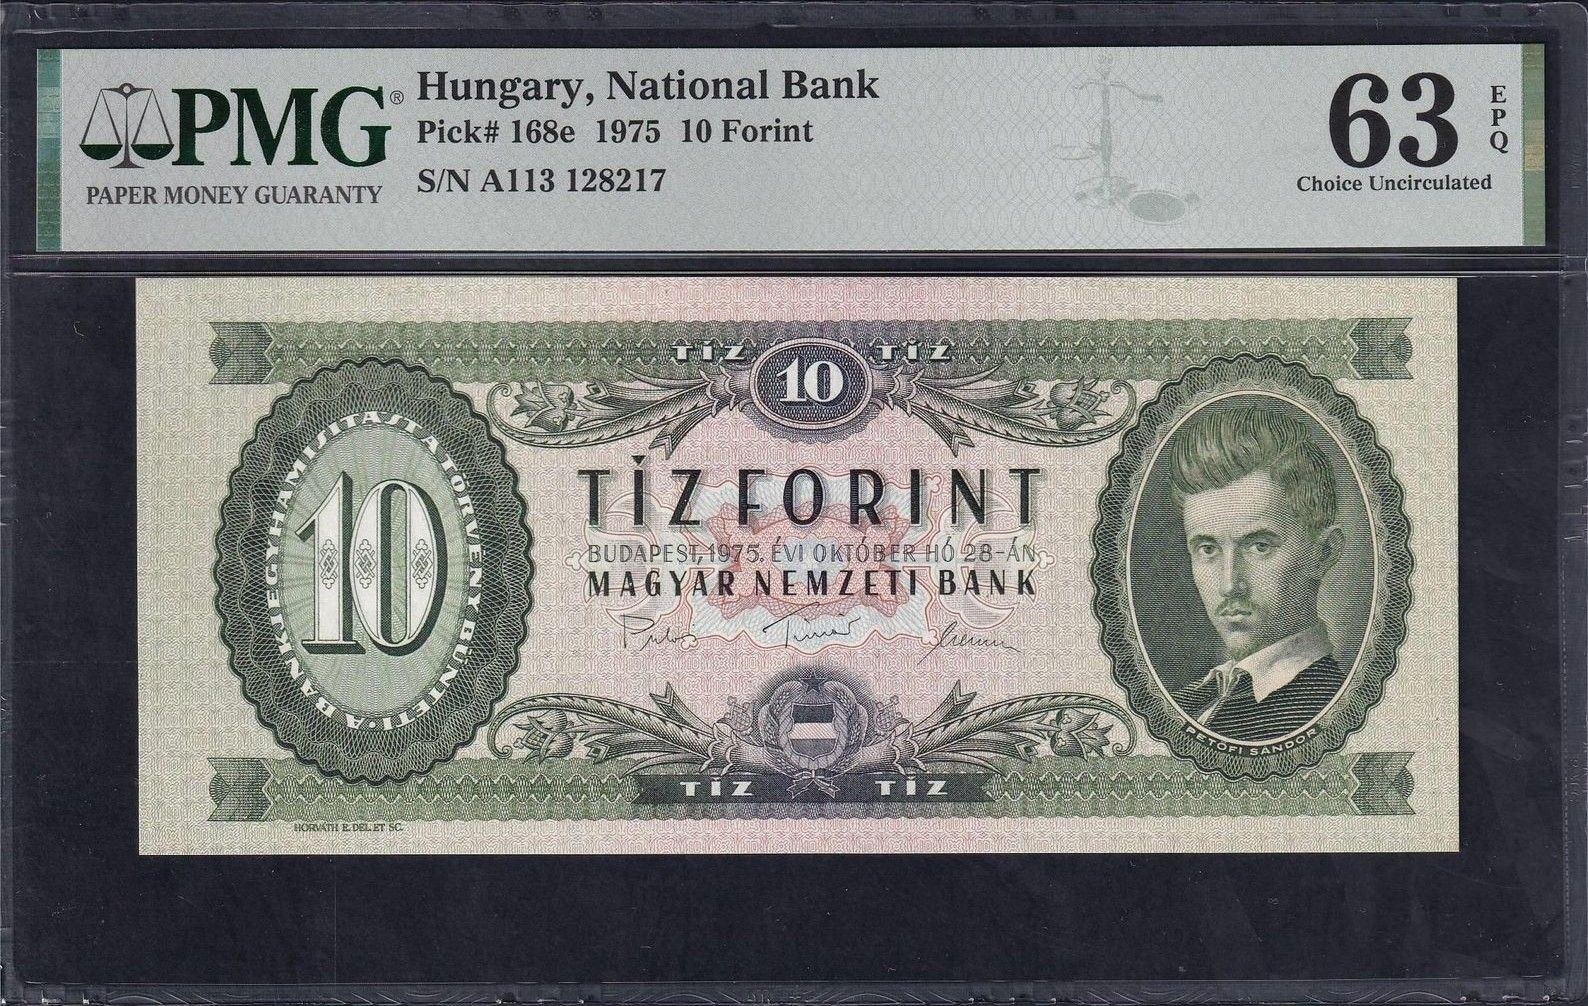 PMG®
PAPER MONEY GUARANTY
Hungary, National Bank
Pick# 168e 1975 10 Forint
S/N A113 128217
63 EPQ
Choice Uncirculated
TÍZ 10 TÍZ
A BANKJEGYHAMISITÁST A TÖRVÉNY BÜNTETI •
10
TÍZ FORINT
BUDAPEST, 1975. ÉVI OKTÓBER HÓ 28-ÁN
MAGYAR NEMZETI BANK
PETŐFI SÁNDOR
TÍZ TÍZ
HORVÁTH E. DEL. ET SC.